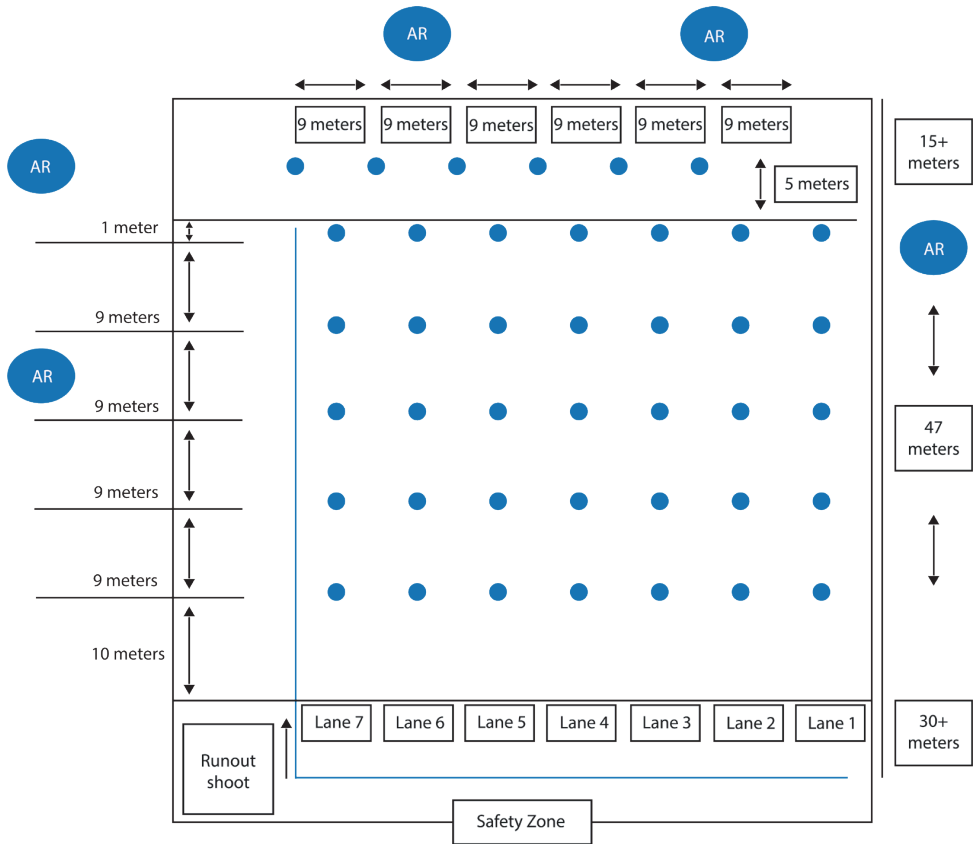 AR
AR
9 meters
9 meters
9 meters
9 meters
9 meters
9 meters
15+
meters
AR
5 meters
1 meter
AR
9 meters
AR
9 meters
47
meters
9 meters
9 meters
10 meters
Lane 7
Lane 6
Lane 5
Lane 4
Lane 3
Lane 2
Lane 1
30+
meters
Runout
shoot
Safety Zone